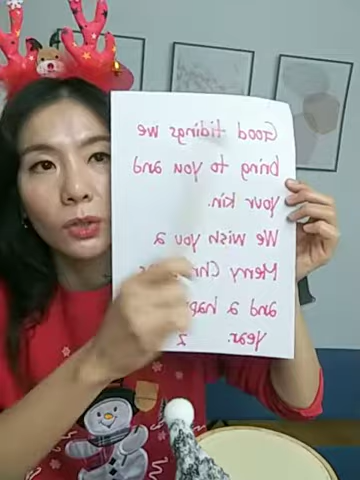 Good tidings we
bring to you and
your kin.
We wish you a
Merry
and a
year.